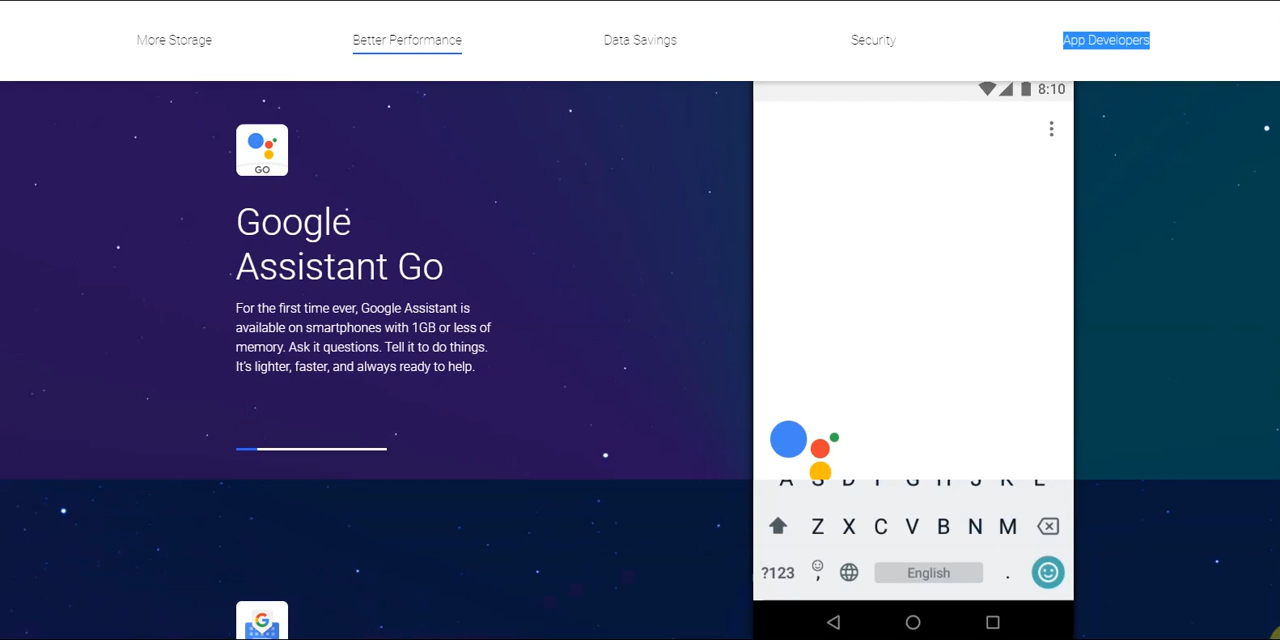 More Storage
Better Performance
Data Savings
Security
App Developers
8:10
GO
Google
Assistant Go
For the first time ever, Google Assistant is
available on smartphones with 1GB or less of
memory. Ask it questions. Tell it to do things.
It's lighter, faster, and always ready to help.
A S D F G H J K L
Z X C V B N M
?123 , English .
G